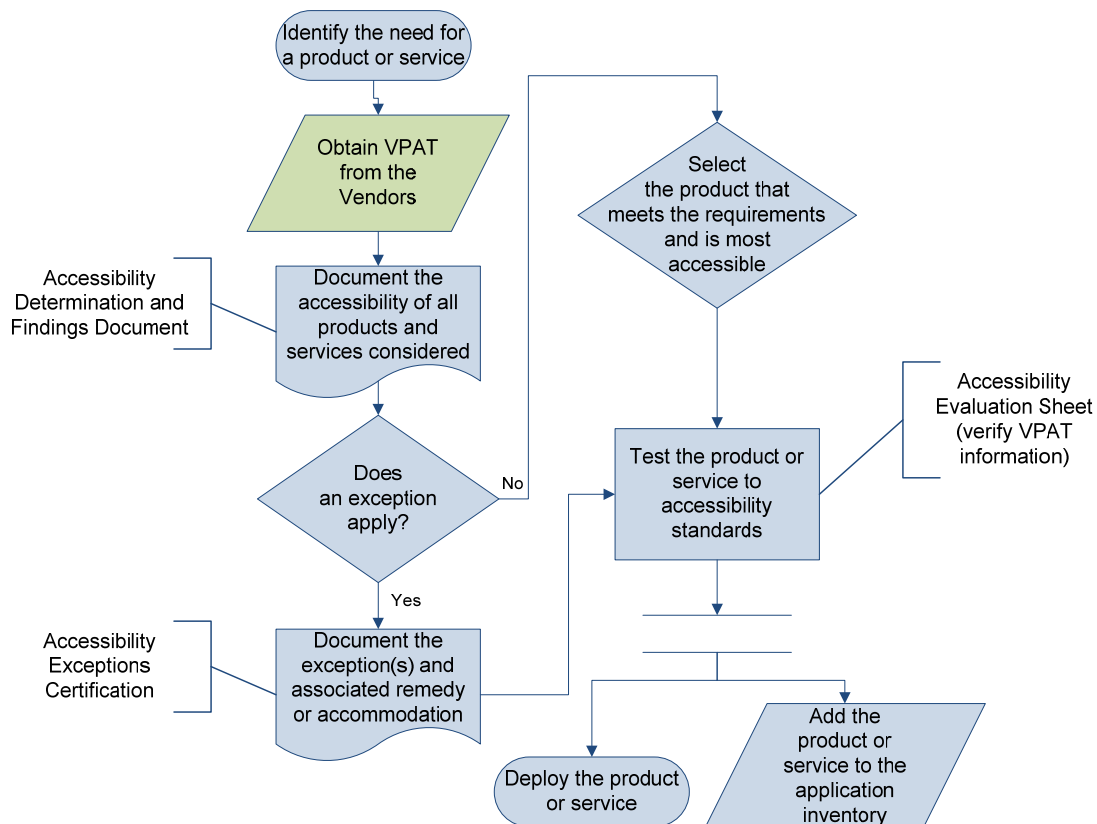 Identify the need for
a product or service
Obtain VPAT
from the
Vendors
Accessibility
Determination and
Findings Document
Document the
accessibility of all
products and
services considered
Does
an exception
apply?
No
Yes
Accessibility
Exceptions
Certification
Document the
exception(s) and
associated remedy
or accommodation
Select
the product that
meets the requirements
and is most
accessible
Test the product or
service to
accessibility
standards
Accessibility
Evaluation Sheet
(verify VPAT
information)
Deploy the product
or service
Add the
product or
service to the
application
inventory